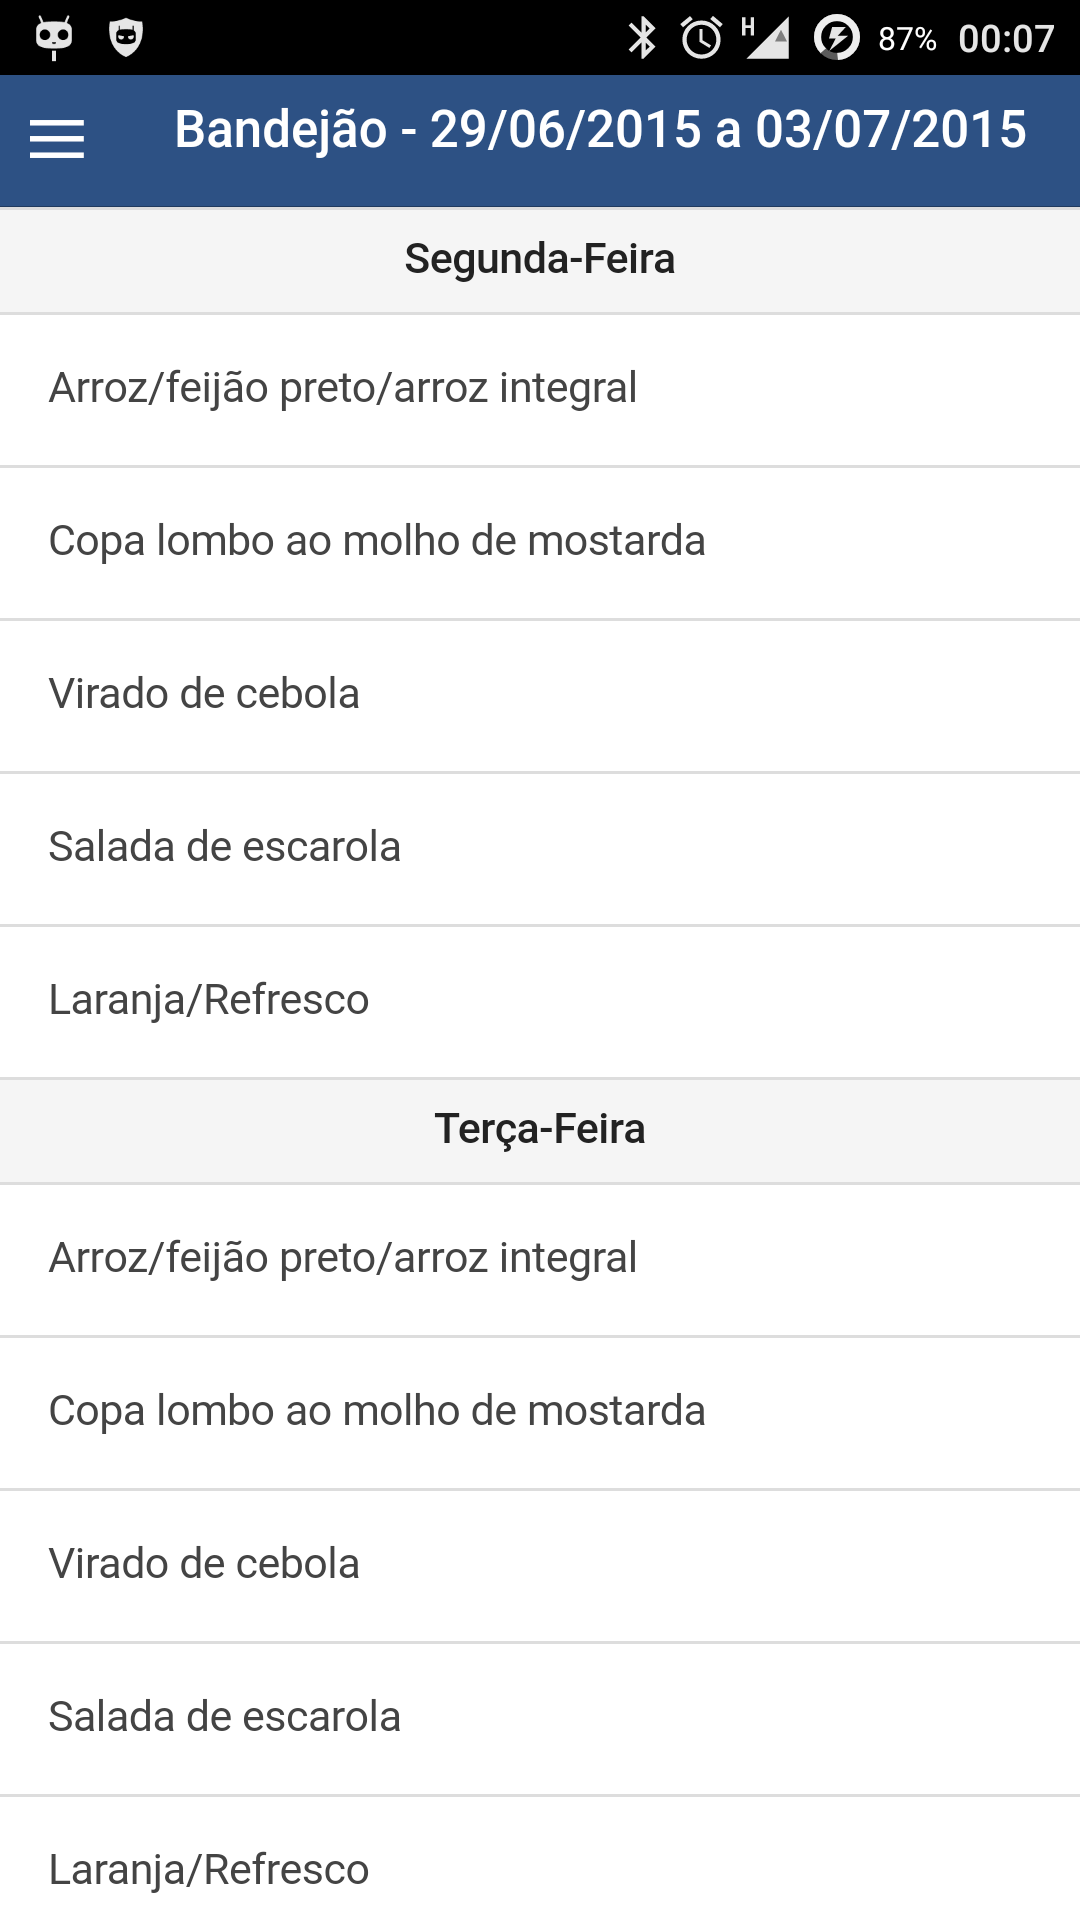 H 87% 00:07
Bandejão - 29/06/2015 a 03/07/2015
Segunda-Feira
Arroz/feijão preto/arroz integral
Copa lombo ao molho de mostarda
Virado de cebola
Salada de escarola
Laranja/Refresco
Terça-Feira
Arroz/feijão preto/arroz integral
Copa lombo ao molho de mostarda
Virado de cebola
Salada de escarola
Laranja/Refresco